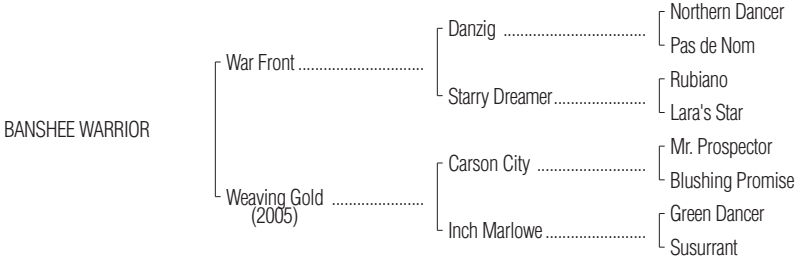 Northern Dancer
Danzig ..................................
Pas de Nom
War Front ..............................
Rubiano
Starry Dreamer......................
Lara's Star
BANSHEE WARRIOR
Mr. Prospector
Carson City ..........................
Blushing Promise
Weaving Gold ......................
(2005)
Green Dancer
Inch Marlowe ........................
Susurrant